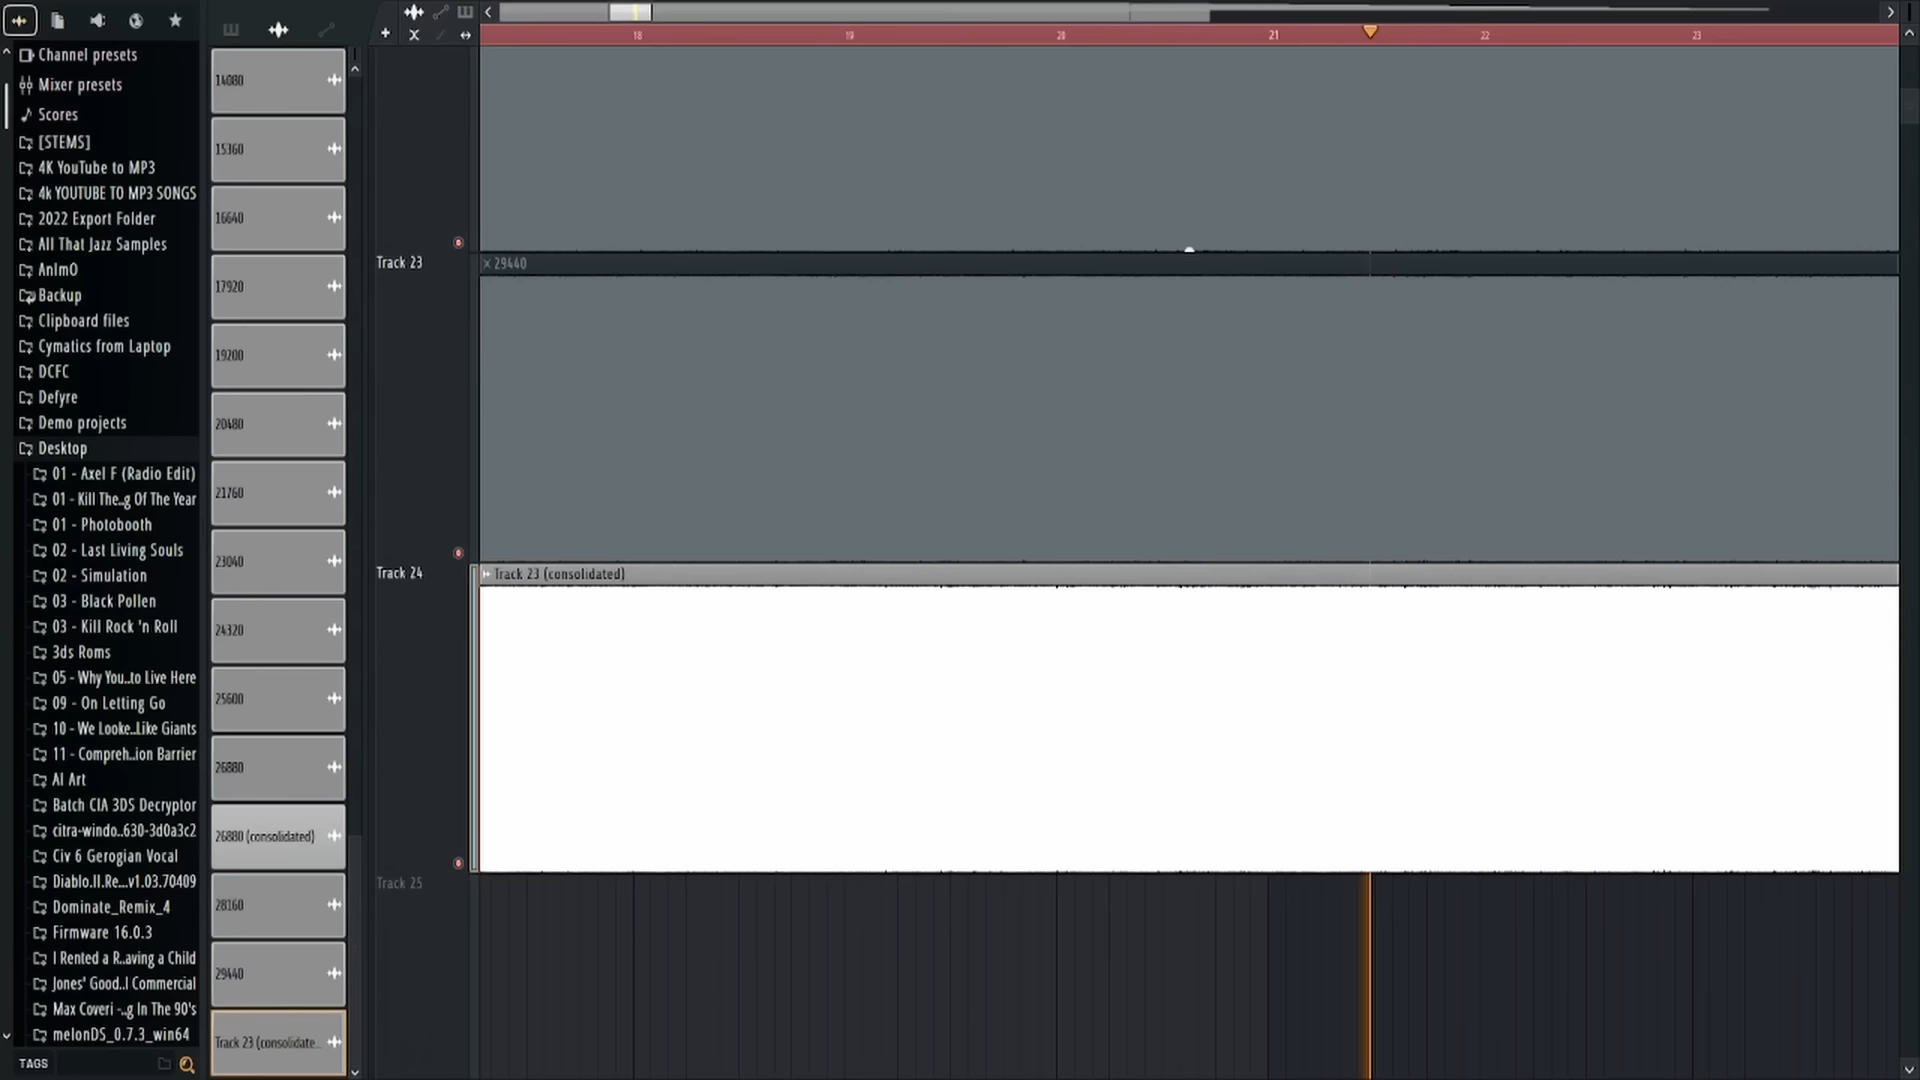 Channel presets
Mixer presets
Scores
[STEMS]
4K YouTube to MP3
4k YOUTUBE TO MP3 SONGS
2022 Export Folder
All That Jazz Samples
AnImO
Backup
Clipboard files
Cymatics from Laptop
DCFC
Defyre
Demo projects
Desktop
01 - Axel F (Radio Edit)
01 - Kill The..g Of The Year
01 - Photobooth
02 - Last Living Souls
02 - Simulation
03 - Black Pollen
03 - Kill Rock 'n Roll
3ds Roms
05 - Why You..to Live Here
09 - On Letting Go
10 - We Looke..Like Giants
11 - Compreh..ion Barrier
AI Art
Batch CIA 3DS Decryptor
citra-windo..630-3d0a3c2
Civ 6 Gerogian Vocal
Diablo.II.Re...v1.03.70409
Dominate_Remix_4
Firmware 16.0.3
I Rented a R..aving a Child
Jones' Good..l Commercial
Max Coveri -..g In The 90's
melonDS_0.7.3_win64
TAGS
14080
15360
16640
17920
19200
20480
21760
23040
24320
25600
26880
26880 (consolidated)
28160
29440
Track 23 (consolidate...
18 19 20 21 22 23
Track 23
29440
Track 24
Track 23 (consolidated)
Track 25